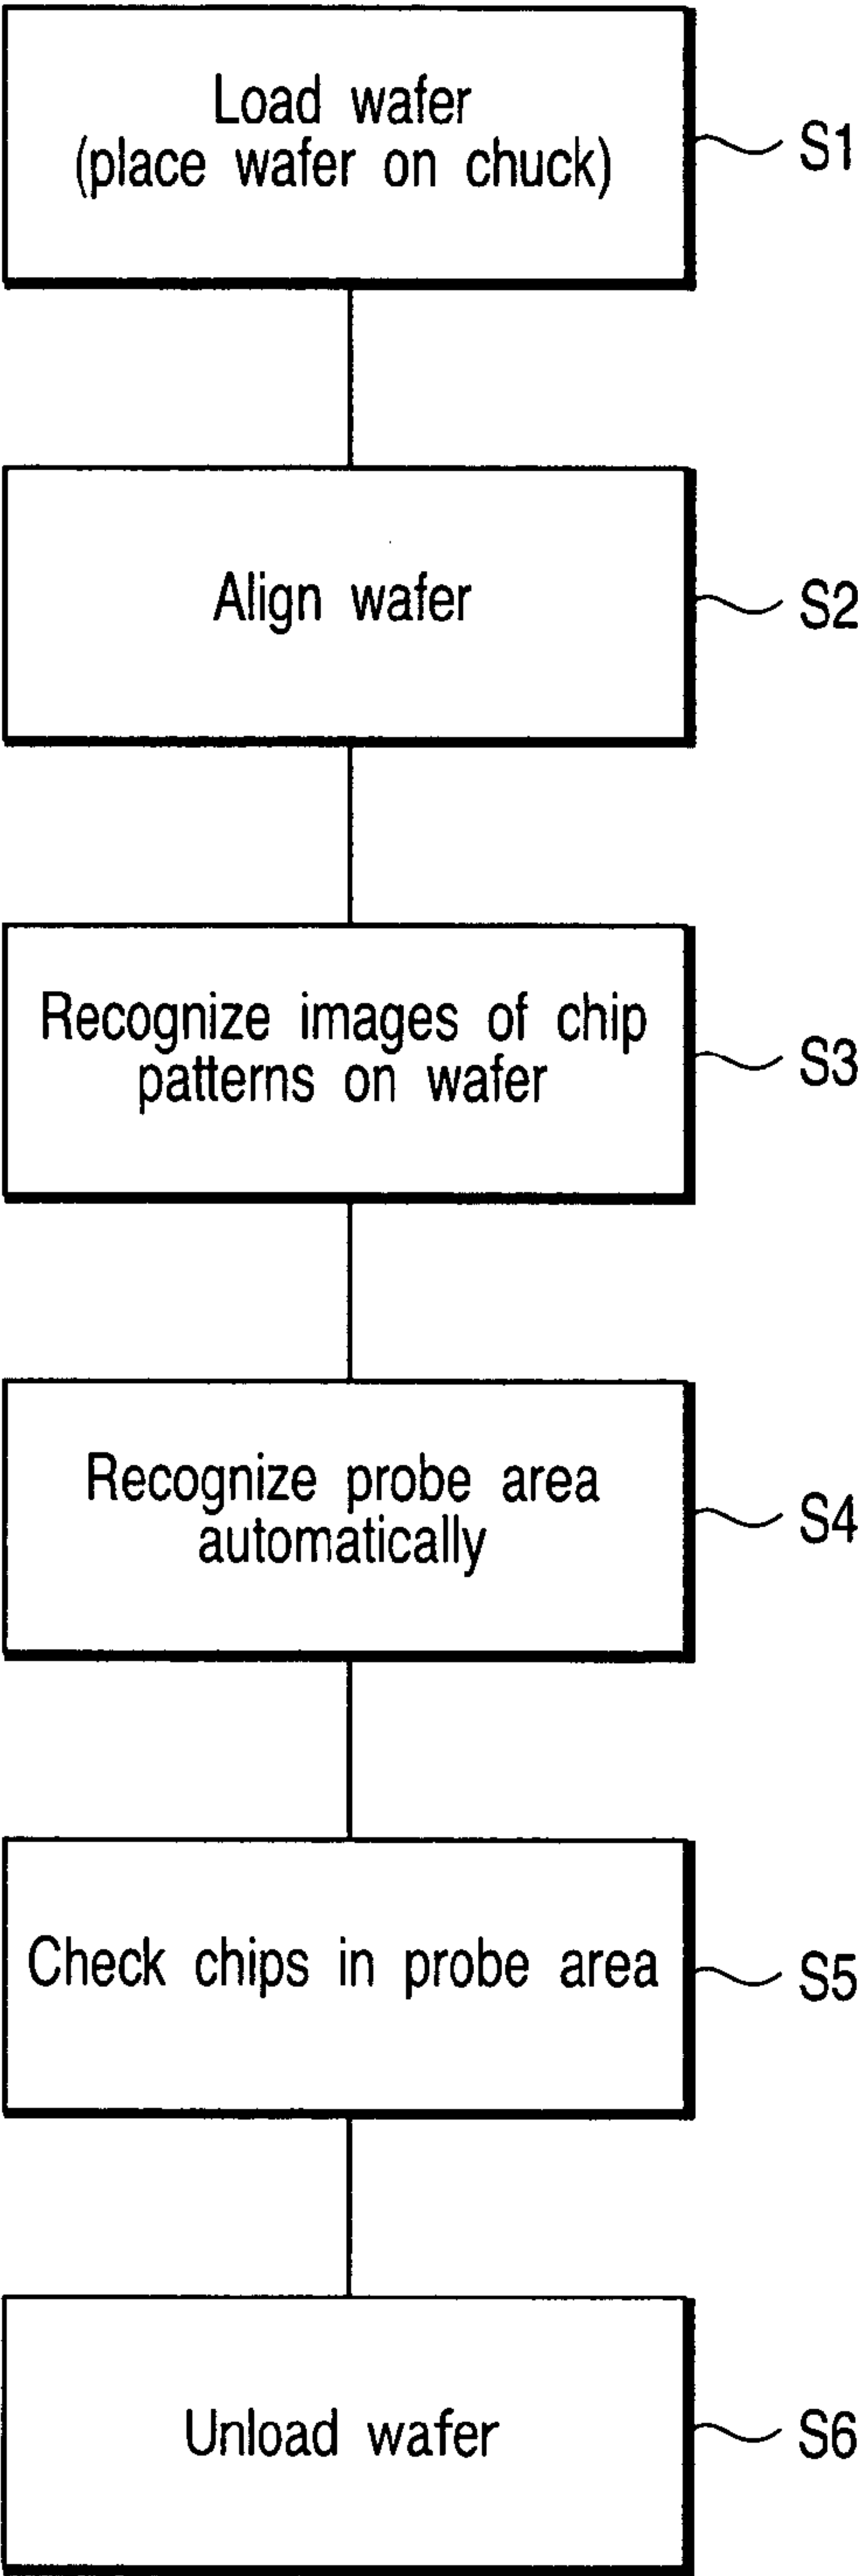 Load wafer
(place wafer on chuck)
S1
Align wafer
S2
Recognize images of chip
patterns on wafer
S3
Recognize probe area
automatically
S4
Check chips in probe area
S5
Unload wafer
S6